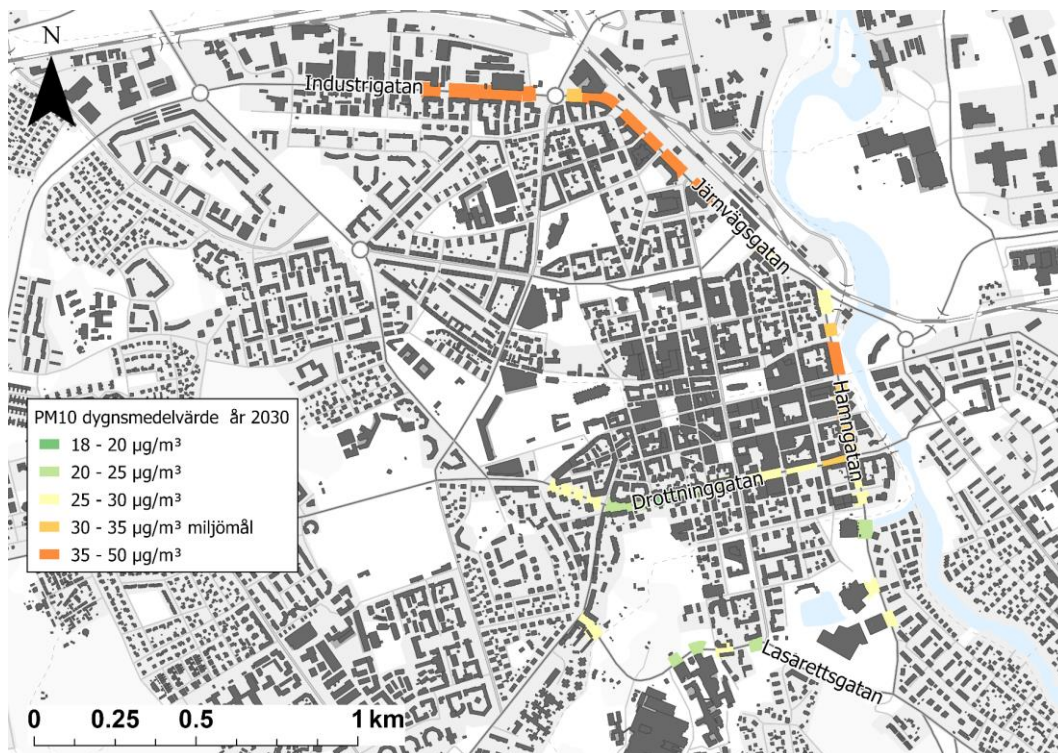 N
Industrigatan
Järnvägsgatan
Hamngatan
PM10 dygnsmedelvärde år 2030
18 - 20 µg/m³
20 - 25 µg/m³
25 - 30 µg/m³
30 - 35 µg/m³ miljömål
35 - 50 µg/m³
Drottninggatan
Lasarettsgatan
0 0.25 0.5 1 km